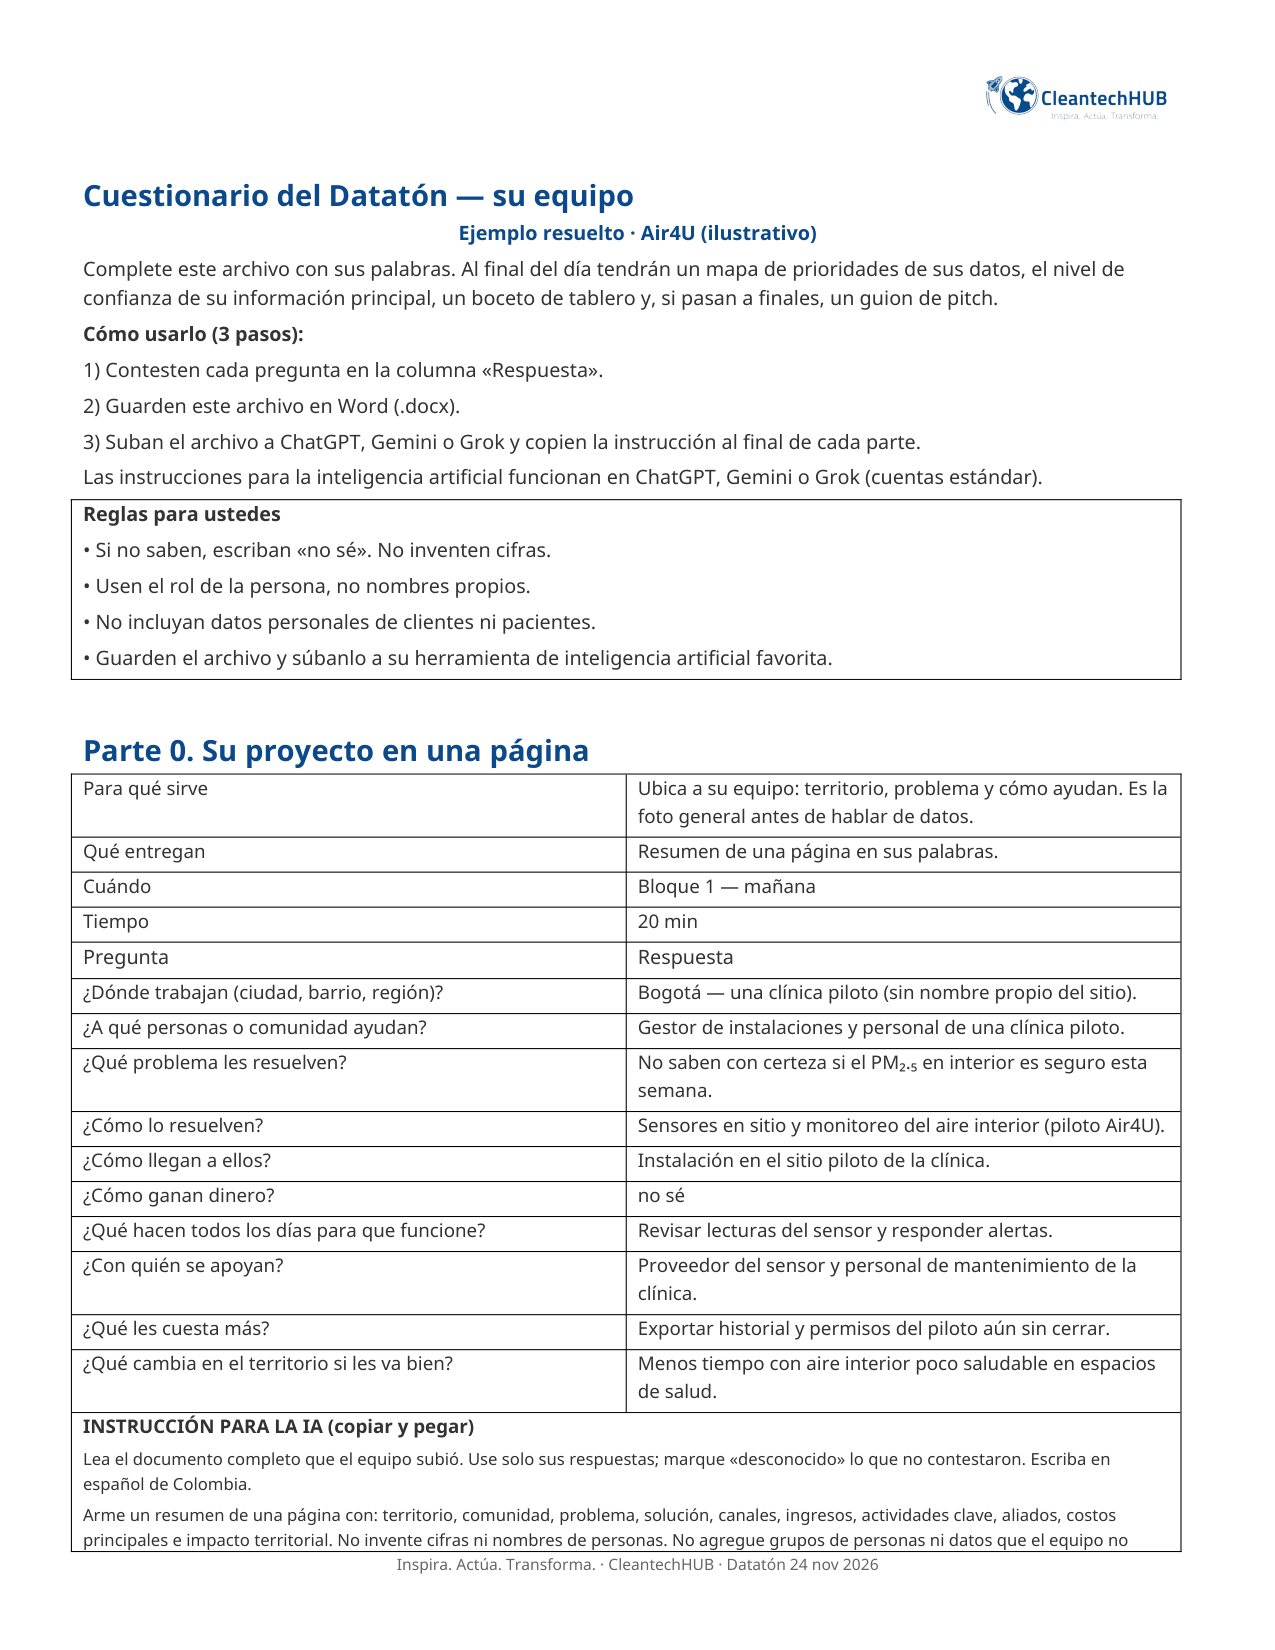 CleantechHUB
Inspira. Actúa. Transforma.
Cuestionario del Datatón — su equipo
Ejemplo resuelto · Air4U (ilustrativo)
Complete este archivo con sus palabras. Al final del día tendrán un mapa de prioridades de sus datos, el nivel de
confianza de su información principal, un boceto de tablero y, si pasan a finales, un guion de pitch.
Cómo usarlo (3 pasos):
1) Contesten cada pregunta en la columna «Respuesta».
2) Guarden este archivo en Word (.docx).
3) Suban el archivo a ChatGPT, Gemini o Grok y copien la instrucción al final de cada parte.
Las instrucciones para la inteligencia artificial funcionan en ChatGPT, Gemini o Grok (cuentas estándar).
Reglas para ustedes
• Si no saben, escriban «no sé». No inventen cifras.
• Usen el rol de la persona, no nombres propios.
• No incluyan datos personales de clientes ni pacientes.
• Guarden el archivo y súbanlo a su herramienta de inteligencia artificial favorita.
Parte 0. Su proyecto en una página
Para qué sirve
Ubica a su equipo: territorio, problema y cómo ayudan. Es la
foto general antes de hablar de datos.
Qué entregan
Resumen de una página en sus palabras.
Cuándo
Bloque 1 — mañana
Tiempo
20 min
Pregunta
Respuesta
¿Dónde trabajan (ciudad, barrio, región)?
Bogotá — una clínica piloto (sin nombre propio del sitio).
¿A qué personas o comunidad ayudan?
Gestor de instalaciones y personal de una clínica piloto.
¿Qué problema les resuelven?
No saben con certeza si el PM₂.₅ en interior es seguro esta
semana.
¿Cómo lo resuelven?
Sensores en sitio y monitoreo del aire interior (piloto Air4U).
¿Cómo llegan a ellos?
Instalación en el sitio piloto de la clínica.
¿Cómo ganan dinero?
no sé
¿Qué hacen todos los días para que funcione?
Revisar lecturas del sensor y responder alertas.
¿Con quién se apoyan?
Proveedor del sensor y personal de mantenimiento de la
clínica.
¿Qué les cuesta más?
Exportar historial y permisos del piloto aún sin cerrar.
¿Qué cambia en el territorio si les va bien?
Menos tiempo con aire interior poco saludable en espacios
de salud.
INSTRUCCIÓN PARA LA IA (copiar y pegar)
Lea el documento completo que el equipo subió. Use solo sus respuestas; marque «desconocido» lo que no contestaron. Escriba en
español de Colombia.
Arme un resumen de una página con: territorio, comunidad, problema, solución, canales, ingresos, actividades clave, aliados, costos
principales e impacto territorial. No invente cifras ni nombres de personas. No agregue grupos de personas ni datos que el equipo no
Inspira. Actúa. Transforma. · CleantechHUB · Datatón 24 nov 2026